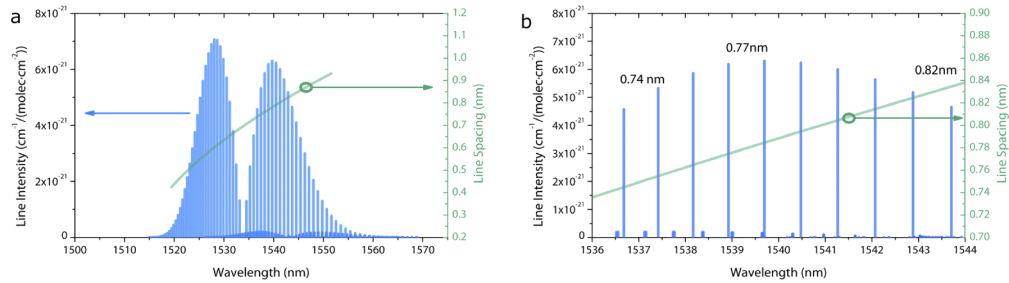 a
8x10-21
6x10-21
4x10-21
2x10-21
0
Line Intensity (cm-1/(molec·cm-2))
1500 1510 1520 1530 1540 1550 1560 1570
Wavelength (nm)
1.2
1.1
1.0
0.9
0.8
0.7
0.6
0.5
0.4
0.3
0.2
Line Spacing (nm)
b
8x10-21
7x10-21
6x10-21
5x10-21
4x10-21
3x10-21
2x10-21
1x10-21
0
Line Intensity (cm-1/(molec·cm-2))
0.74 nm
0.77nm
0.82nm
1536 1537 1538 1539 1540 1541 1542 1543 1544
Wavelength (nm)
0.90
0.88
0.86
0.84
0.82
0.80
0.78
0.76
0.74
0.72
0.70
Line Spacing (nm)